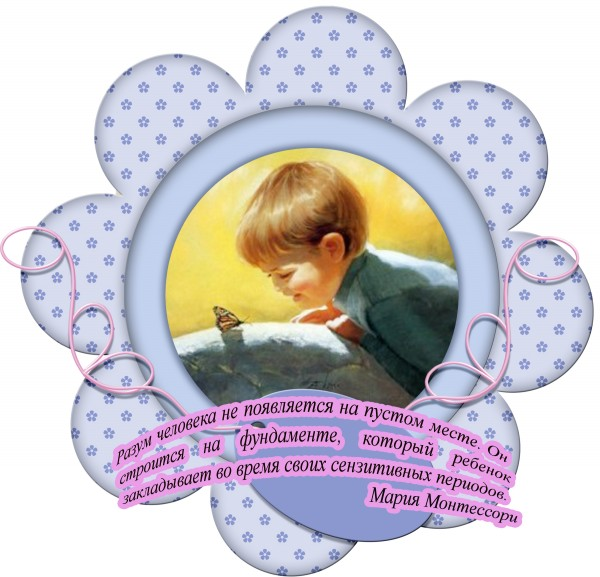 Разум человека не появляется на пустом месте. Он
строится на фундаменте, который ребенок
закладывает во время своих сензитивных периодов.
Мария Монтессори